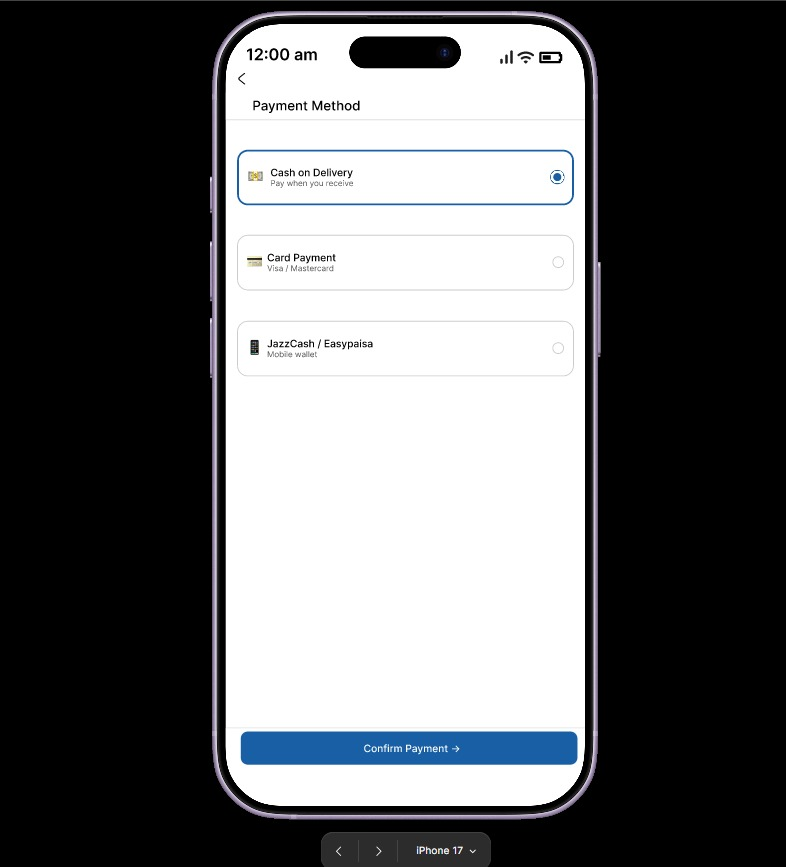 12:00 am
Payment Method
Cash on Delivery
Pay when you receive
Card Payment
Visa / Mastercard
JazzCash / Easypaisa
Mobile wallet
Confirm Payment →
iPhone 17